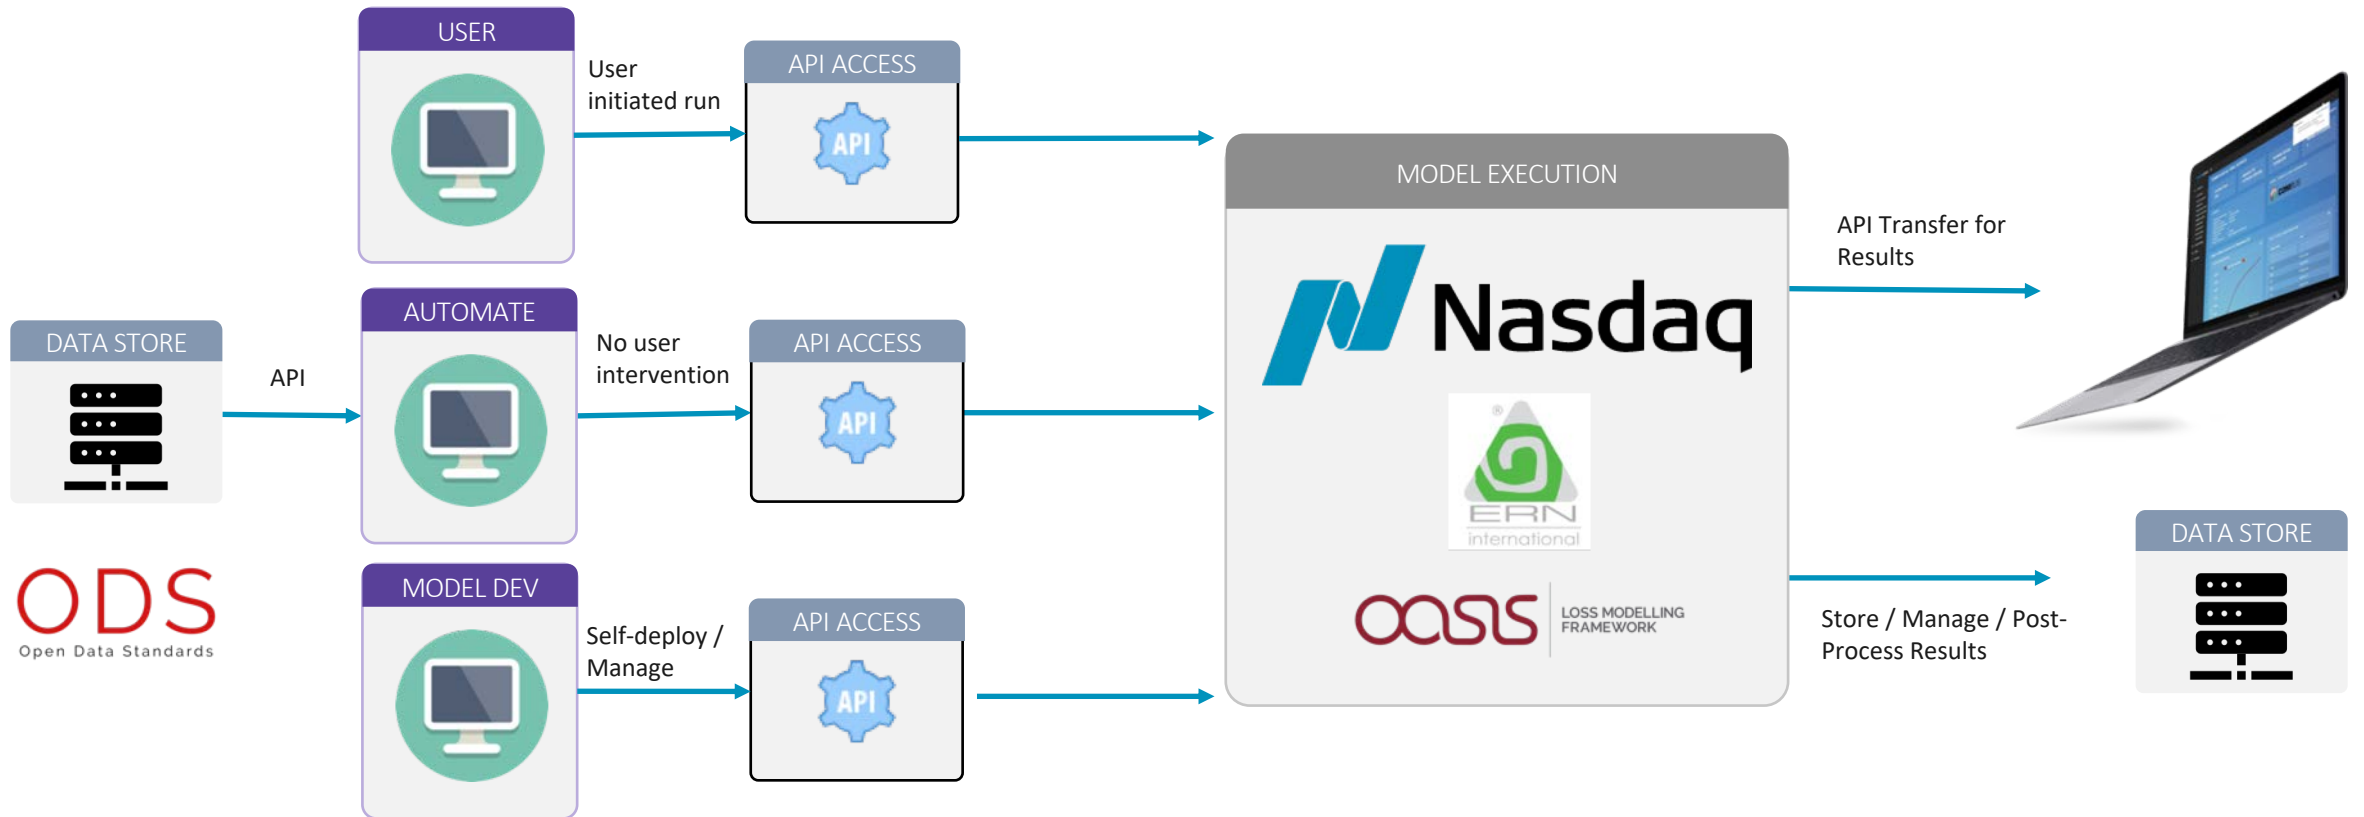 USER
User
initiated run
API ACCESS
API
DATA STORE
API
AUTOMATE
No user
intervention
API ACCESS
API
ODS
Open Data Standards
MODEL DEV
Self-deploy /
Manage
API ACCESS
API
MODEL EXECUTION
Nasdaq
®
ERN
international
OASIS
LOSS MODELLING
FRAMEWORK
API Transfer for
Results
Store / Manage / Post-
Process Results
DATA STORE